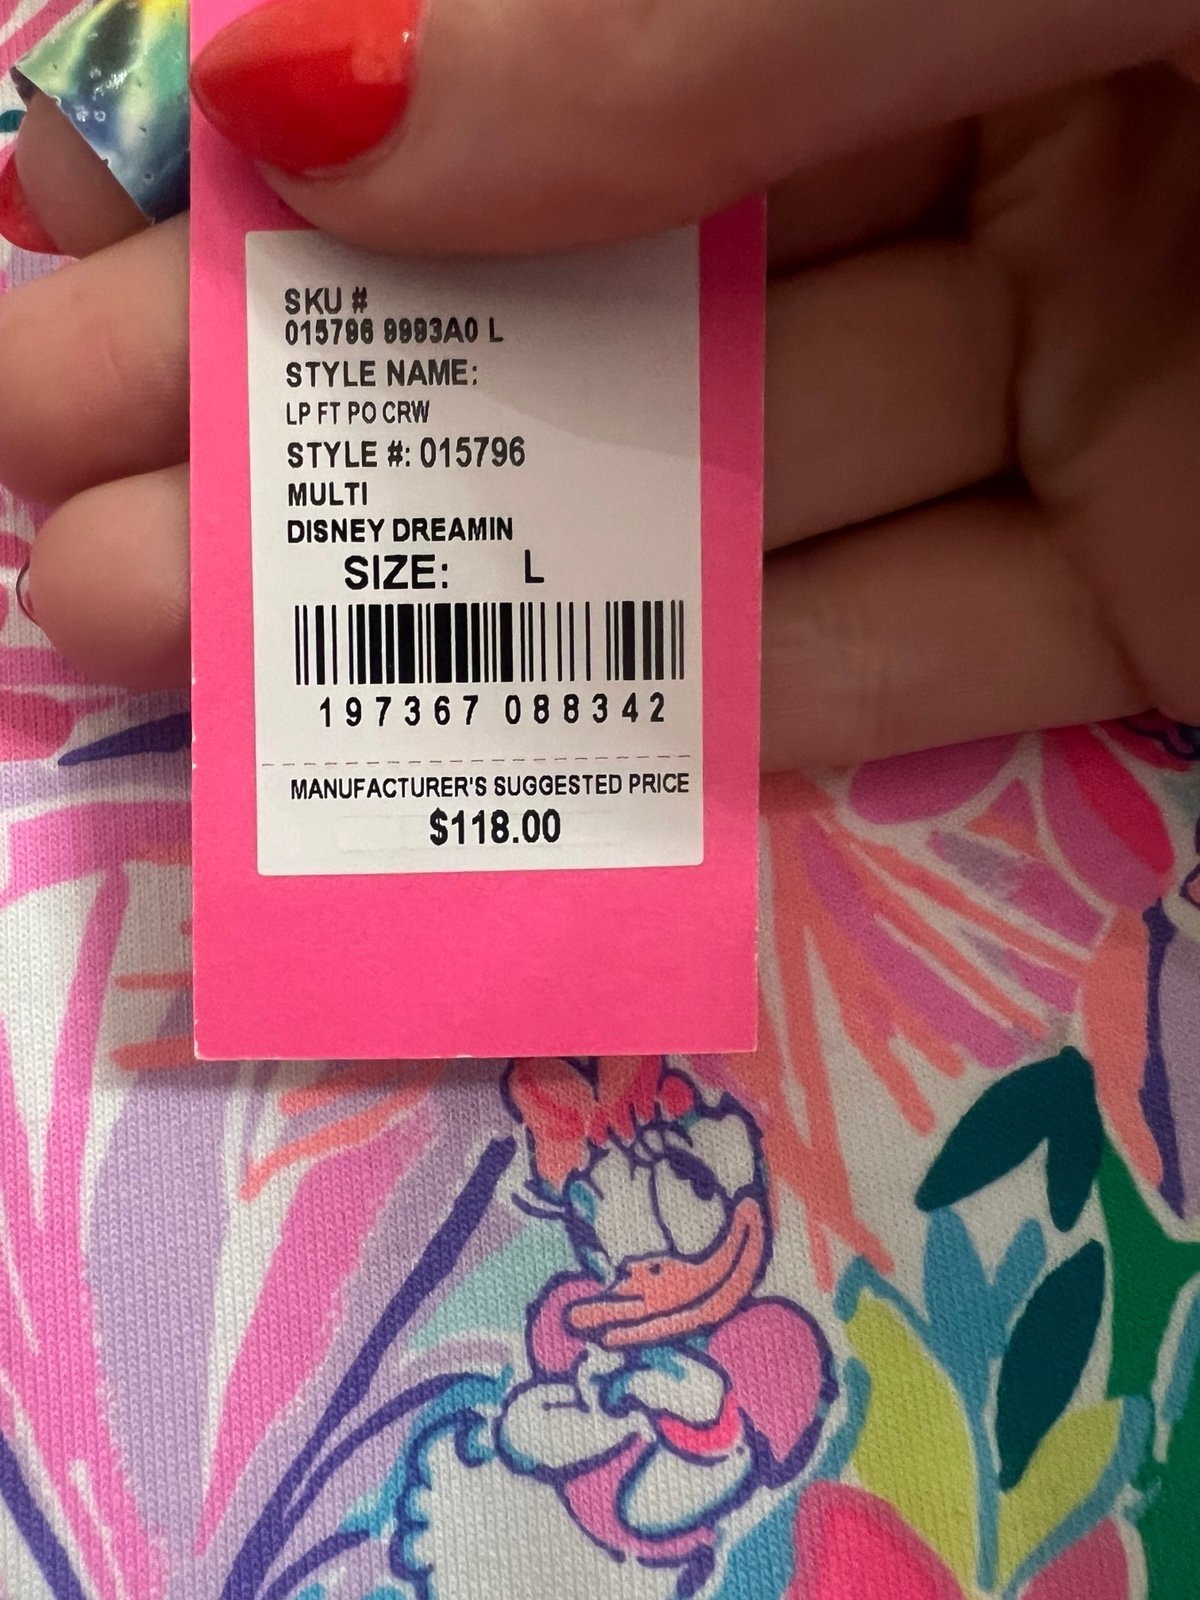 SKU #
015796 9993A0 L
STYLE NAME:
LP FT PO CRW
STYLE #: 015796
MULTI
DISNEY DREAMIN
SIZE: L
197367 088342
MANUFACTURER'S SUGGESTED PRICE
$118.00